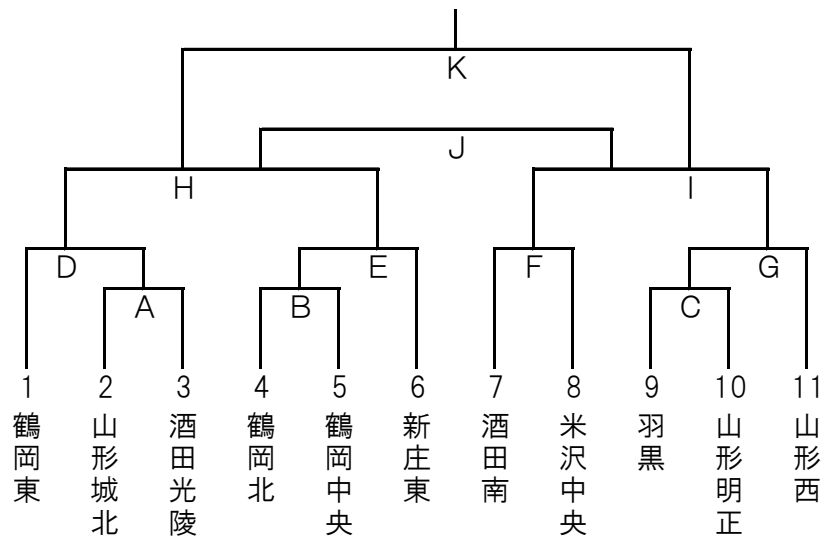 K
J
H
I
D
E
F
G
A
B
C
1
2
3
4
5
6
7
8
9
10
11
鶴岡東
山形城北
酒田光陵
鶴岡北
鶴岡中央
新庄東
酒田南
米沢中央
羽黒
山形明正
山形西